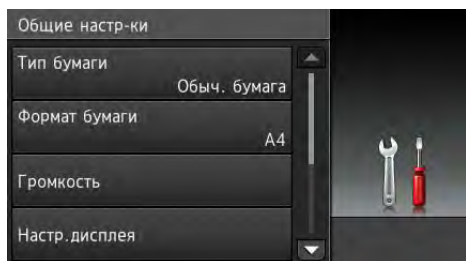 Общие настр-ки
Тип бумаги
Обыч. бумага
Формат бумаги
A4
Громкость
Настр.дисплея